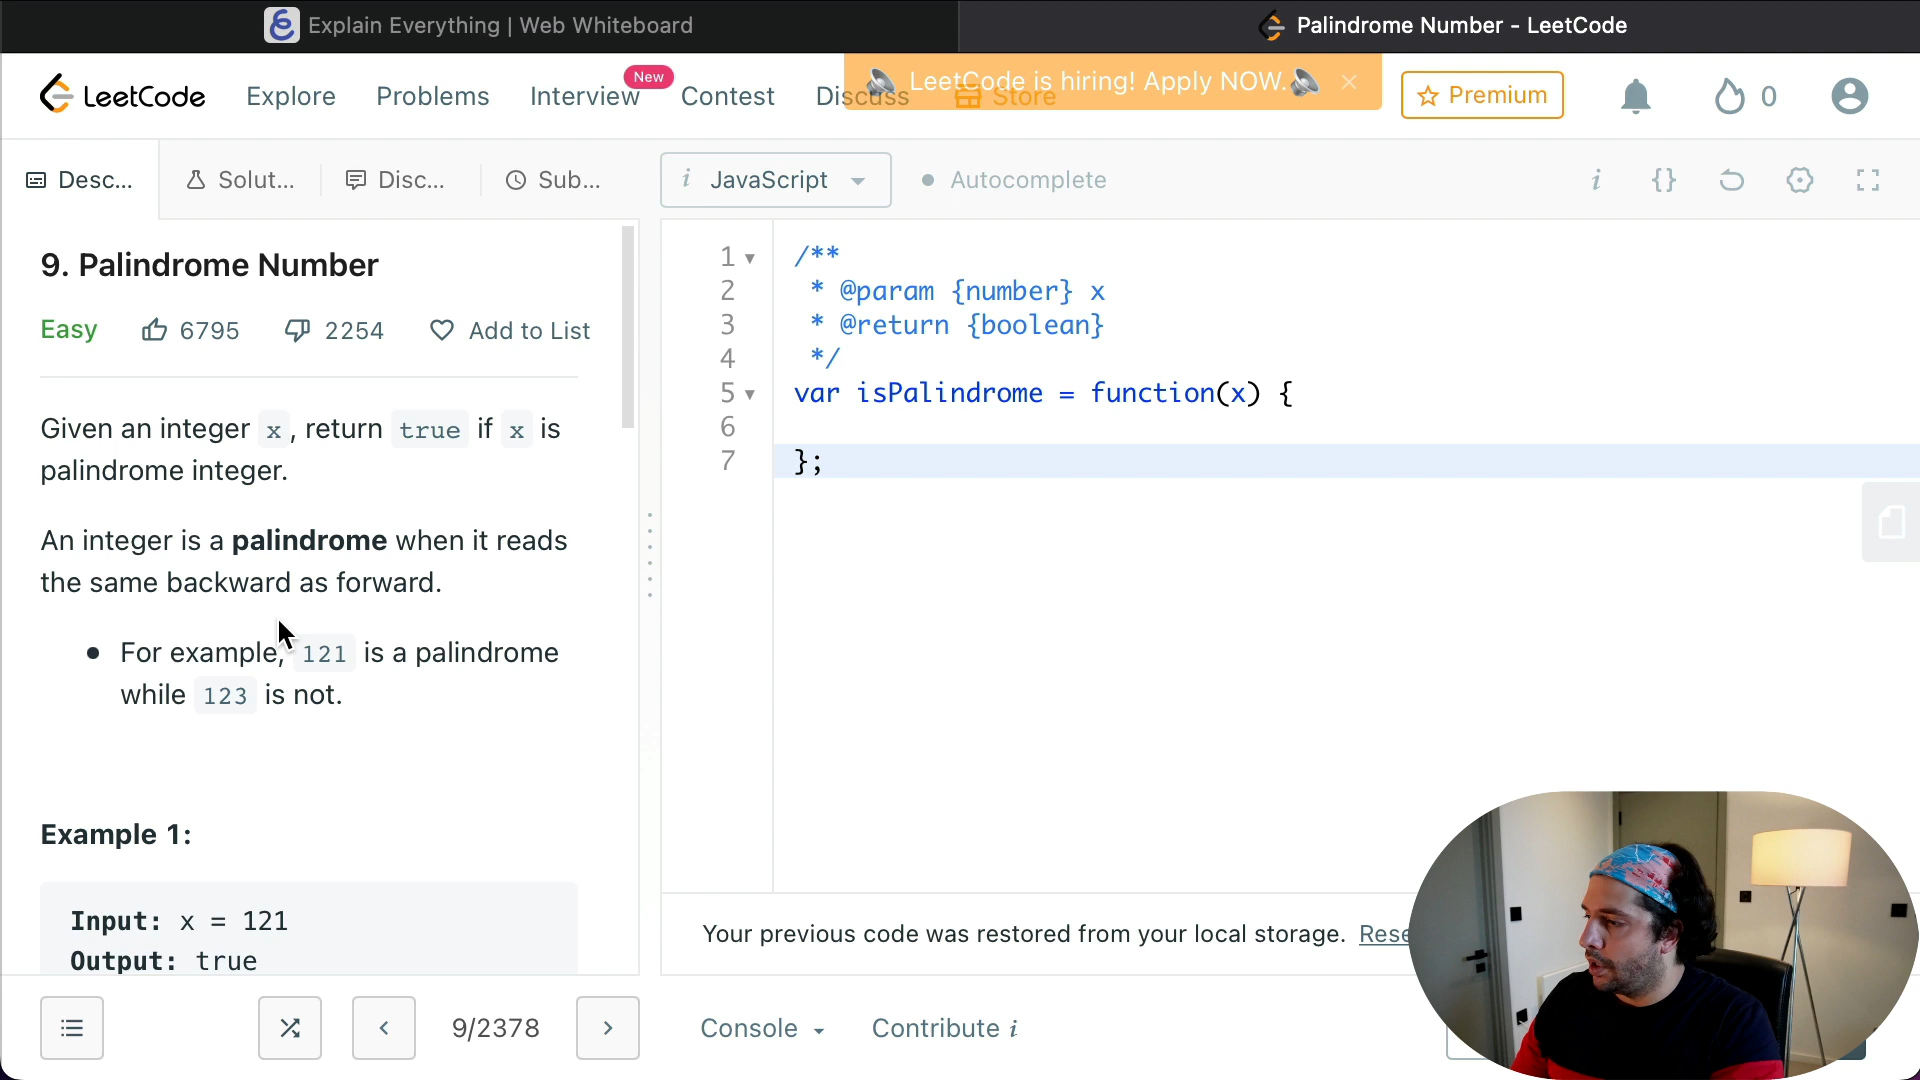 Explain Everything | Web Whiteboard
Palindrome Number - LeetCode
LeetCode Explore Problems Interview New Contest Discuss Store
LeetCode is hiring! Apply NOW. ×
Premium 0
Desc... Solut... Disc... Sub...
i JavaScript Autocomplete i {}
9. Palindrome Number
Easy 6795 2254 Add to List
Given an integer x, return true if x is
palindrome integer.
An integer is a palindrome when it reads
the same backward as forward.
• For example, 121 is a palindrome
while 123 is not.
Example 1:
Input: x = 121
Output: true
9/2378
1 /**
2 * @param {number} x
3 * @return {boolean}
4 */
5 var isPalindrome = function(x) {
6
7 };
Your previous code was restored from your local storage. Rese
Console Contribute i